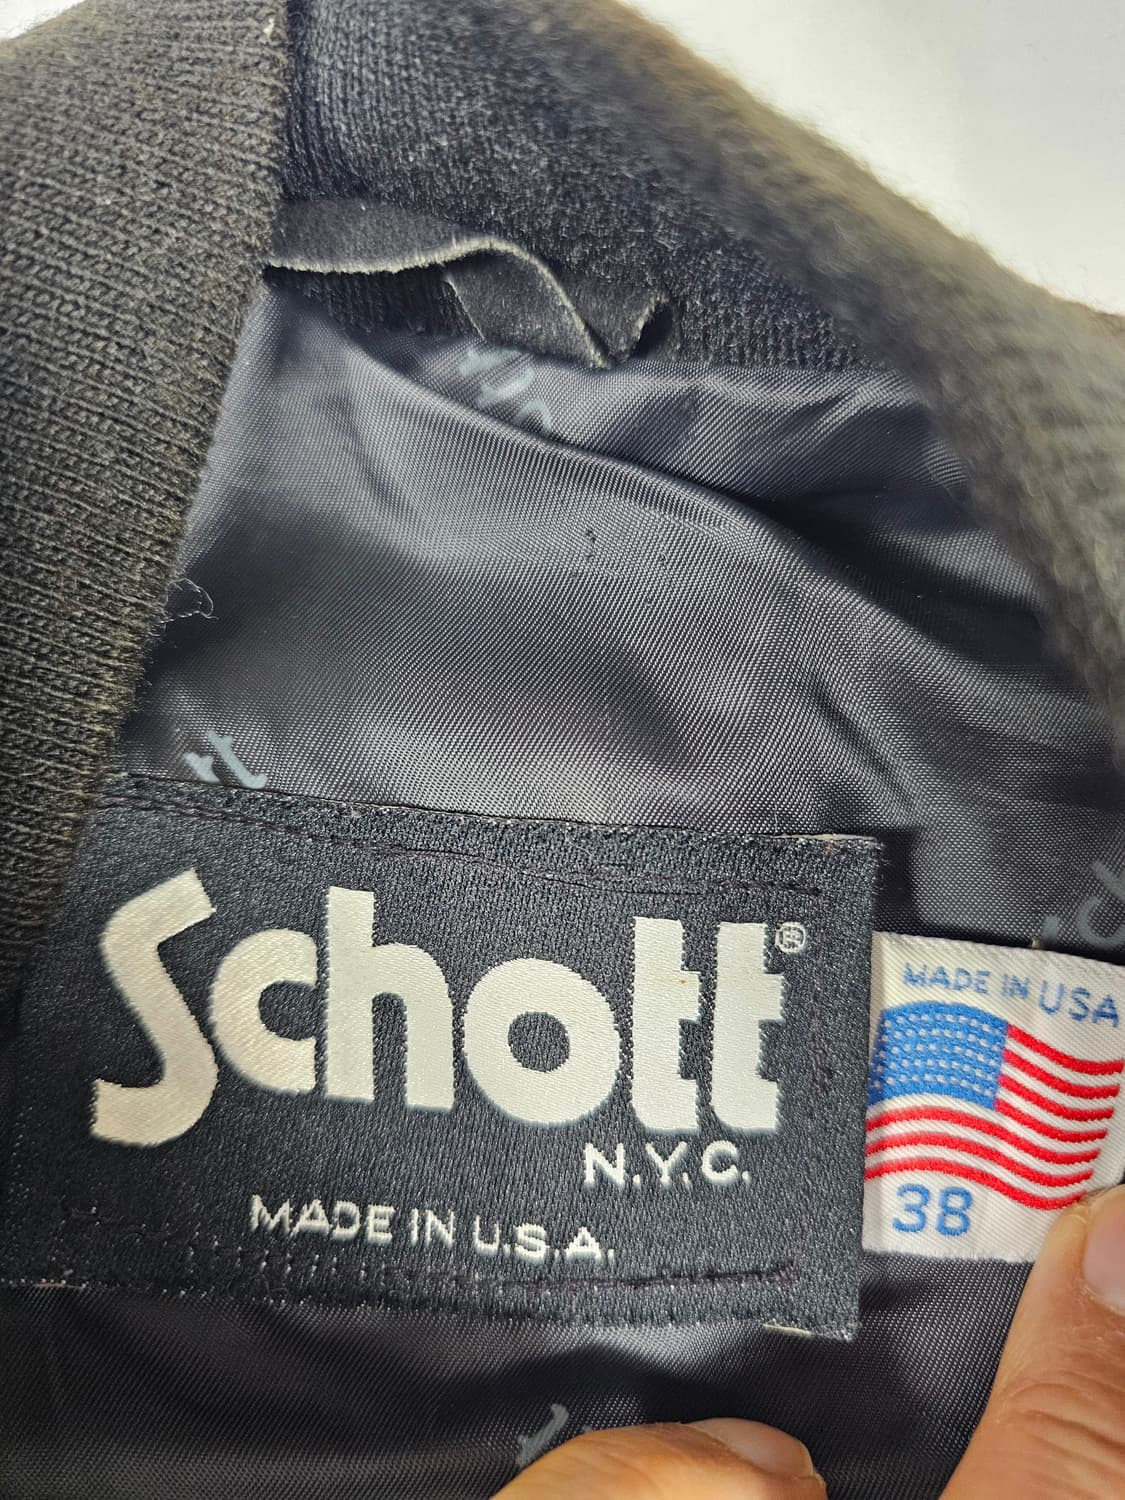 Schott®
N.Y.C.
MADE IN U.S.A.
MADE IN USA
38